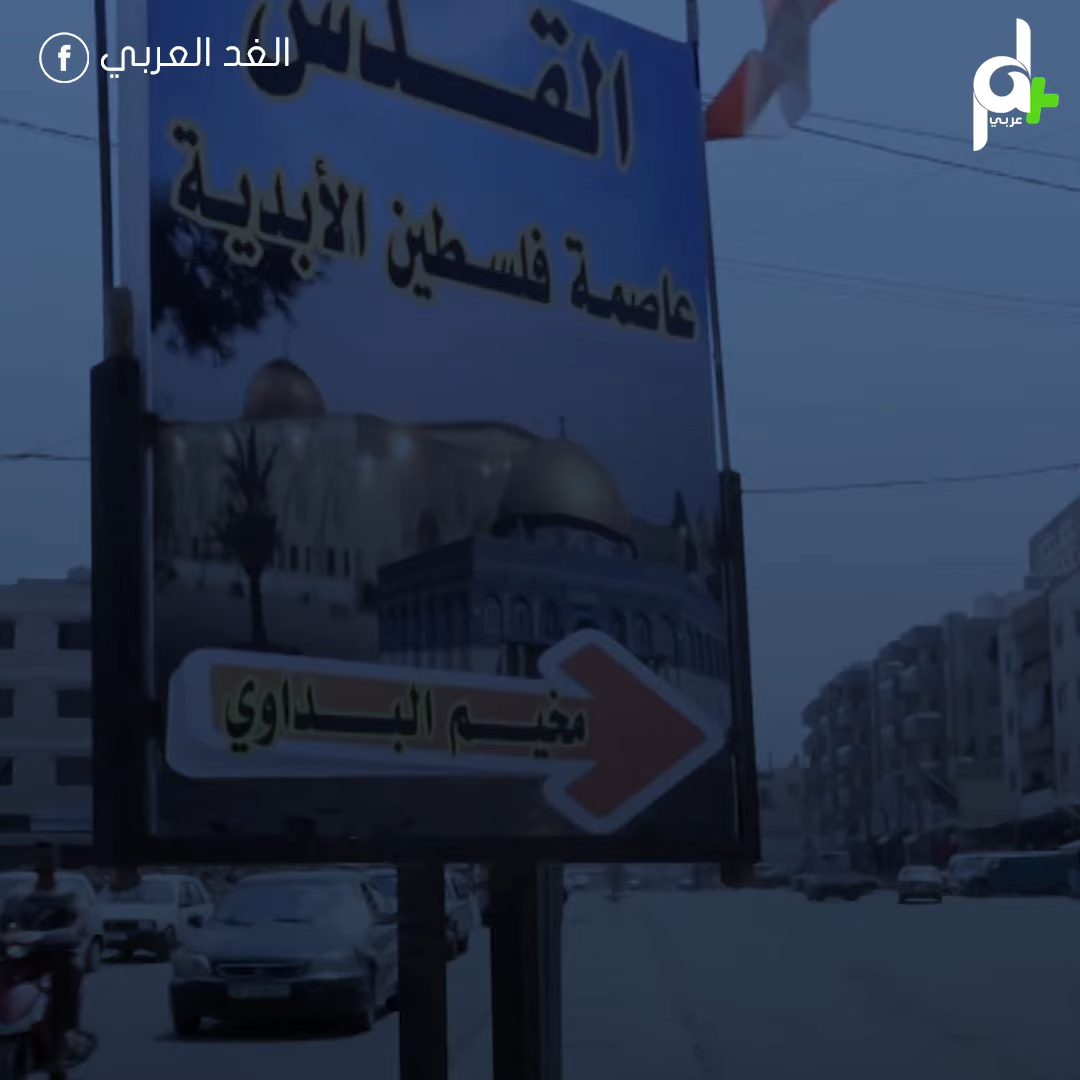 الغد العربي
عربي
القدس
عاصمة فلسطين الأبدية
مخيم البداوي